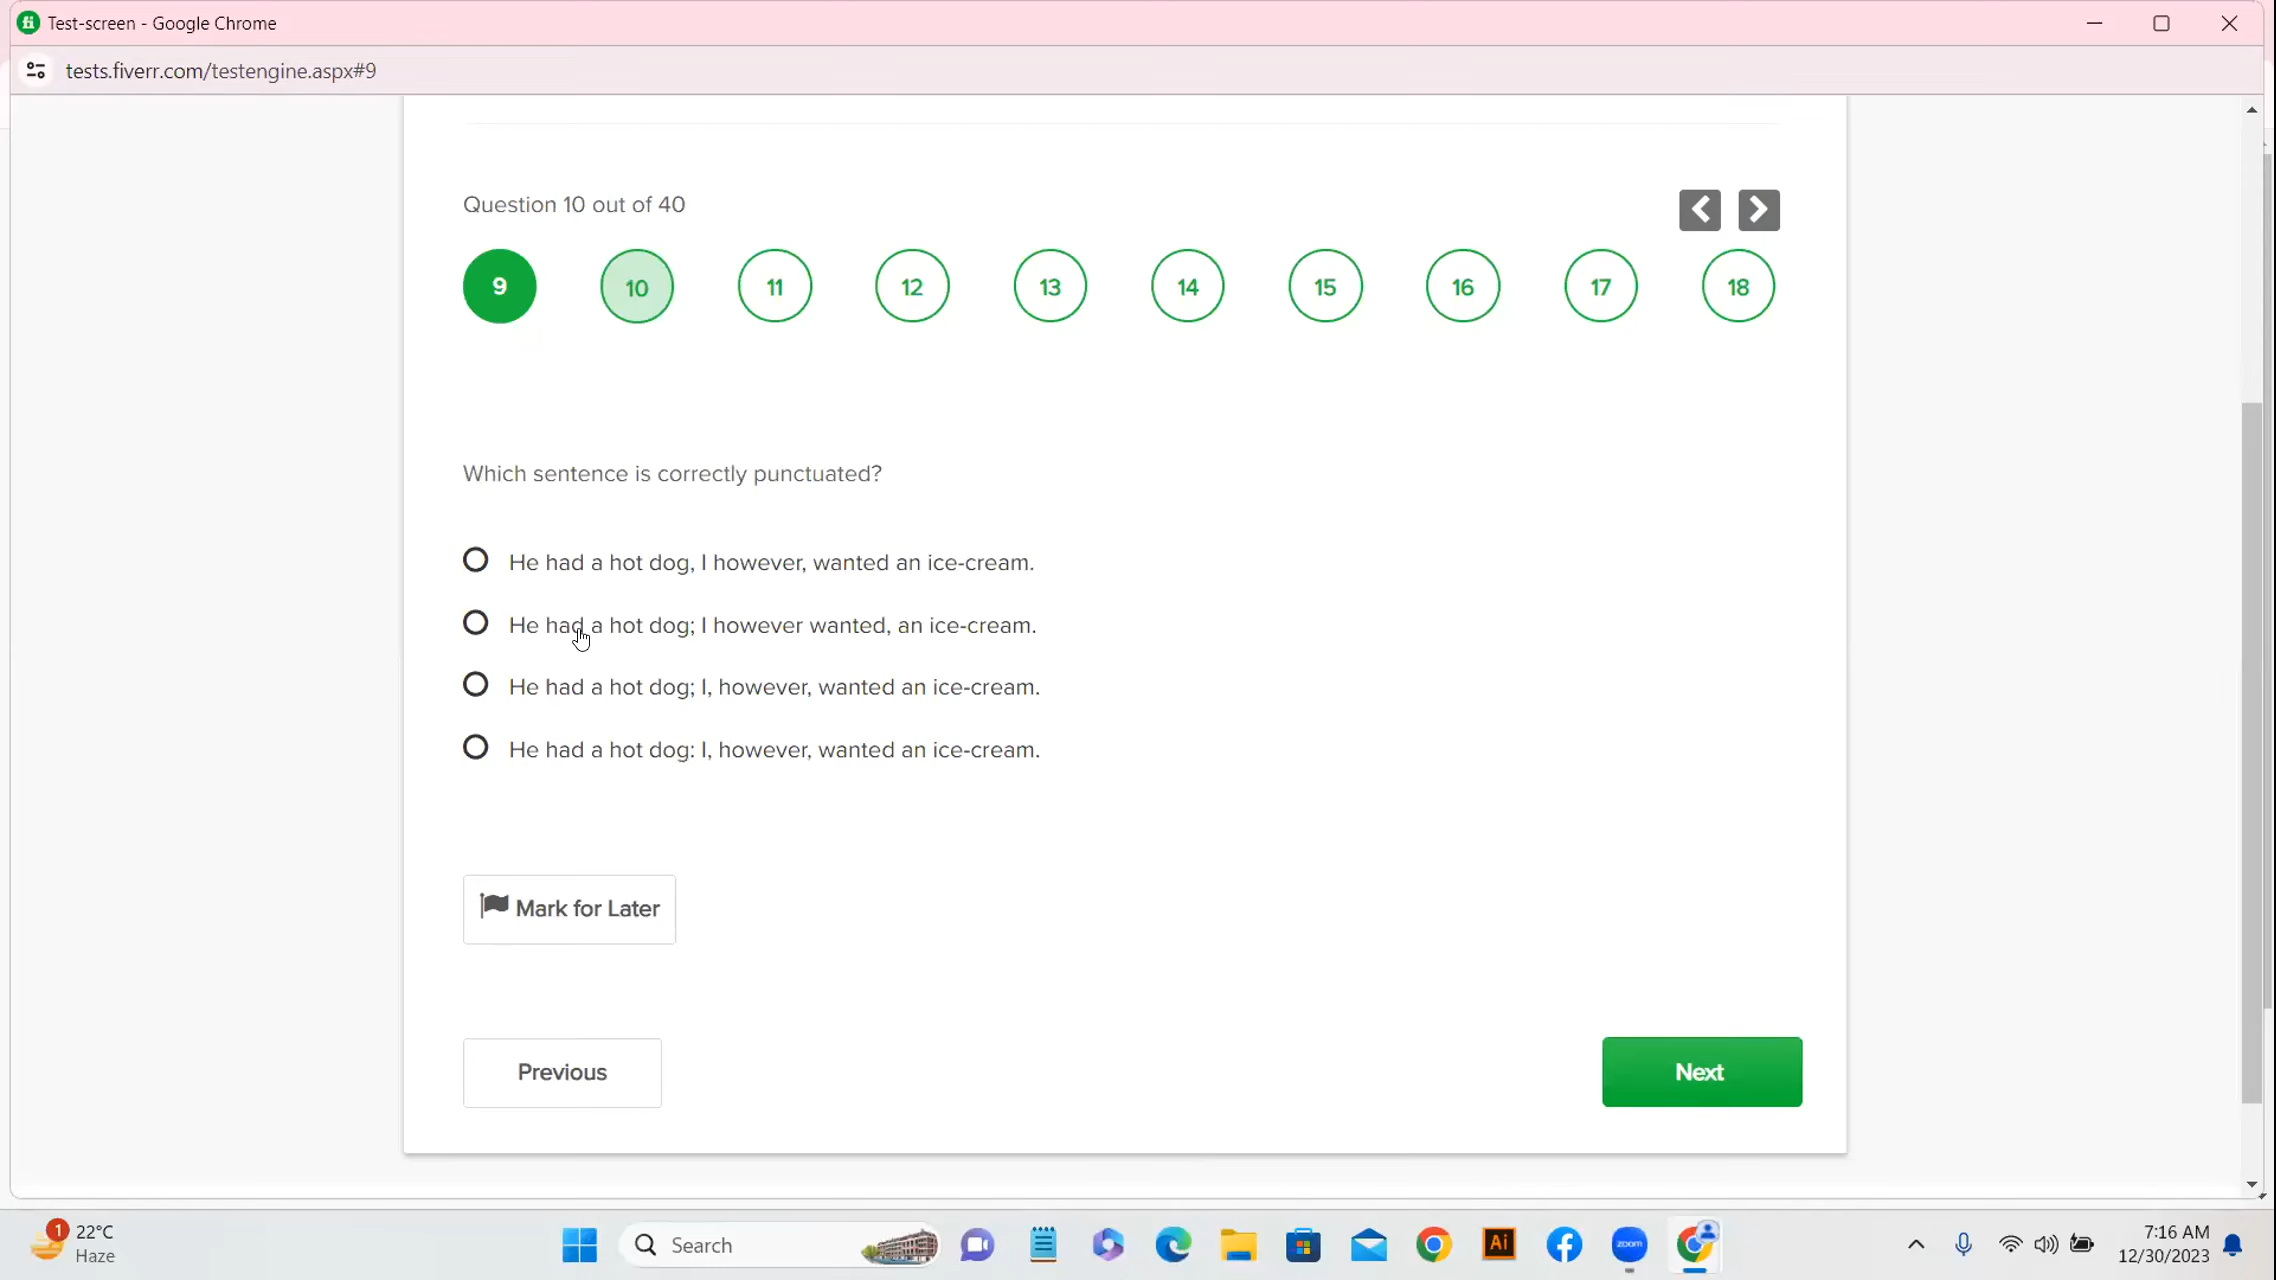 Test-screen - Google Chrome
tests.fiverr.com/testengine.aspx#9
Question 10 out of 40
9 10 11 12 13 14 15 16 17 18
Which sentence is correctly punctuated?
He had a hot dog, I however, wanted an ice-cream.
He had a hot dog; I however wanted, an ice-cream.
He had a hot dog; I, however, wanted an ice-cream.
He had a hot dog: I, however, wanted an ice-cream.
Mark for Later
Previous
Next
1
22°C
Haze
Search
Ai
zoom
7:16 AM
12/30/2023